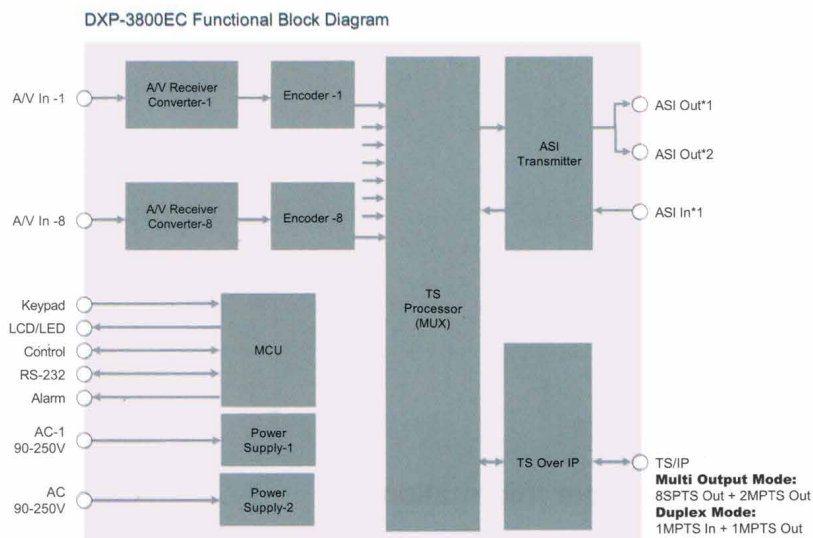 DXP-3800EC Functional Block Diagram
A/V In -1
A/V Receiver
Converter-1
Encoder -1
A/V In -8
A/V Receiver
Converter-8
Encoder -8
TS
Processor
(MUX)
ASI
Transmitter
ASI Out*1
ASI Out*2
ASI In*1
Keypad
LCD/LED
Control
RS-232
Alarm
MCU
AC-1
90-250V
Power
Supply-1
AC
90-250V
Power
Supply-2
TS Over IP
TS/IP
Multi Output Mode:
8SPTS Out + 2MPTS Out
Duplex Mode:
1MPTS In + 1MPTS Out